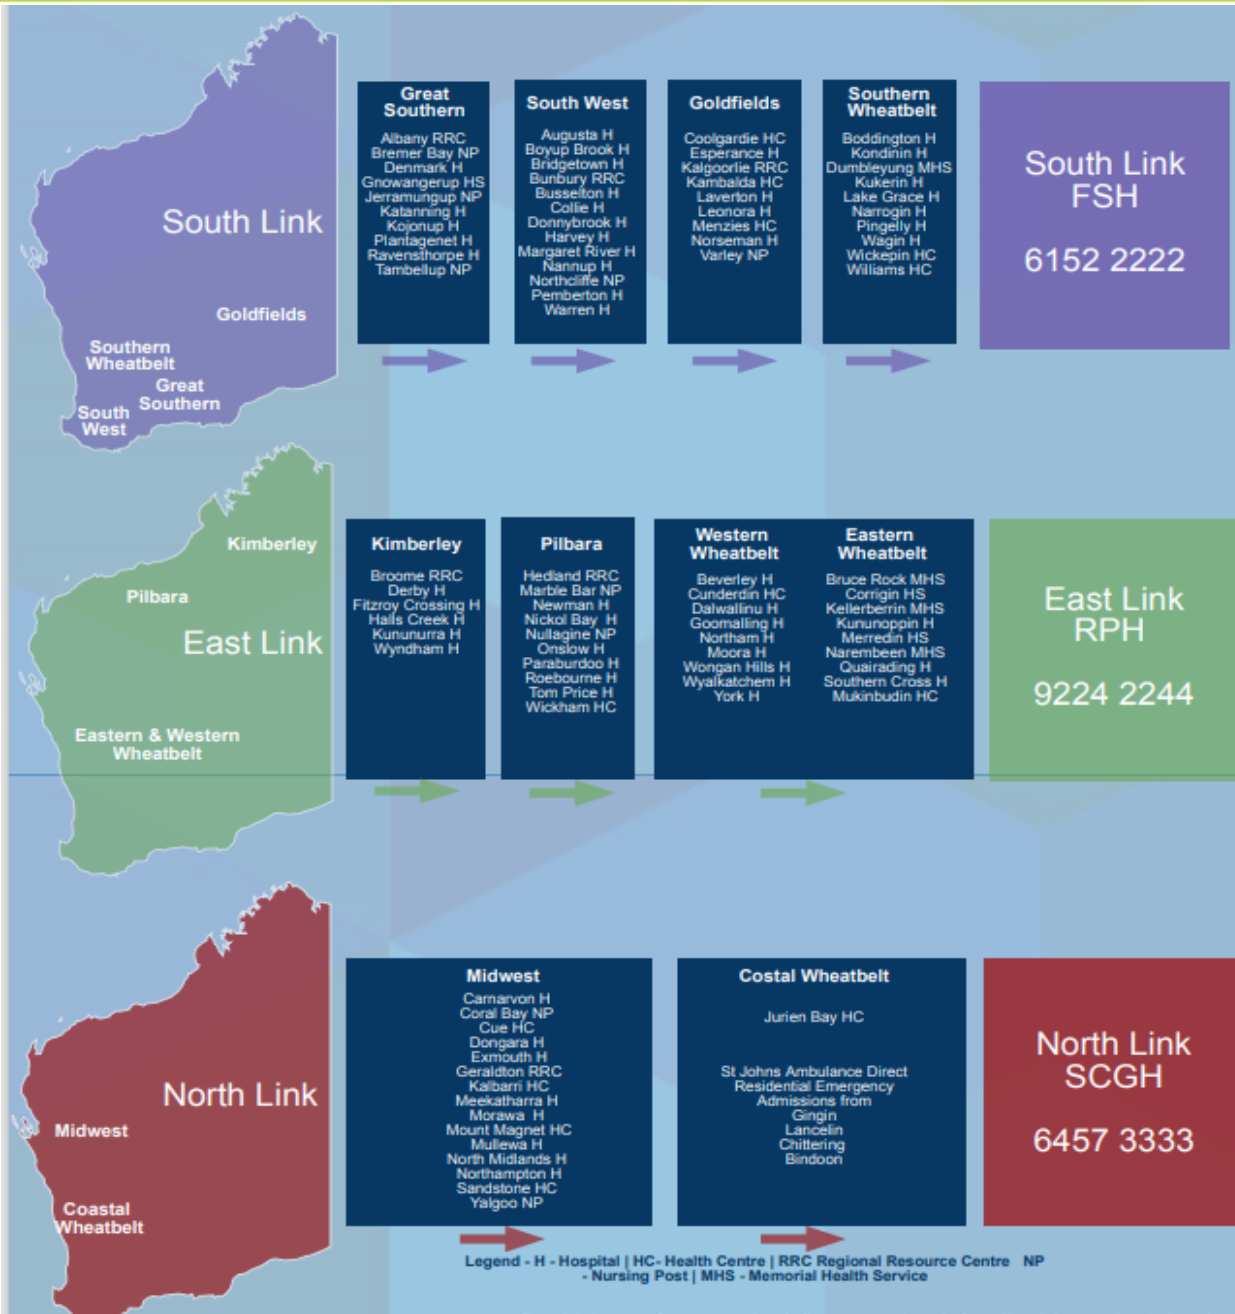 South Link
Goldfields
Southern
Wheatbelt
Great
Southern
South
West
Great
Southern
Albany RRC
Bremer Bay NP
Denmark H
Gnowangerup HS
Jerramungup NP
Katanning H
Kojonup H
Plantagenet H
Ravensthorpe H
Tambellup NP
South West
Augusta H
Boyup Brook H
Bridgetown H
Bunbury RRC
Busselton H
Collie H
Donnybrook H
Harvey H
Margaret River H
Nannup H
Northcliffe NP
Pemberton H
Warren H
Goldfields
Coolgardie HC
Esperance H
Kalgoorlie RRC
Kambalda HC
Laverton H
Leonora H
Menzies HC
Norseman H
Varley NP
Southern
Wheatbelt
Boddington H
Kondinin H
Dumbleyung MHS
Kukerin H
Lake Grace H
Narrogin H
Pingelly H
Wagin H
Wickepin HC
Williams HC
South Link
FSH
6152 2222
Kimberley
Pilbara
East Link
Eastern & Western
Wheatbelt
Kimberley
Broome RRC
Derby H
Fitzroy Crossing H
Halls Creek H
Kununurra H
Wyndham H
Pilbara
Hedland RRC
Marble Bar NP
Newman H
Nickol Bay H
Nullagine NP
Onslow H
Paraburdoo H
Roebourne H
Tom Price H
Wickham HC
Western
Wheatbelt
Beverley H
Cunderdin HC
Dalwallinu H
Goomalling H
Northam H
Moora H
Wongan Hills H
Wyalkatchem H
York H
Eastern
Wheatbelt
Bruce Rock MHS
Corrigin HS
Kellerberrin MHS
Kununoppin H
Merredin HS
Narembeen MHS
Quairading H
Southern Cross H
Mukinbudin HC
East Link
RPH
9224 2244
North Link
Midwest
Coastal
Wheatbelt
Midwest
Carnarvon H
Coral Bay NP
Cue HC
Dongara H
Exmouth H
Geraldton RRC
Kalbarri HC
Meekatharra H
Morawa H
Mount Magnet HC
Mullewa H
North Midlands H
Northampton H
Sandstone HC
Yalgoo NP
Costal Wheatbelt
Jurien Bay HC
St Johns Ambulance Direct
Residential Emergency
Admissions from
Gingin
Lancelin
Chittering
Bindoon
North Link
SCGH
6457 3333
Legend - H - Hospital | HC- Health Centre | RRC Regional Resource Centre NP
- Nursing Post | MHS - Memorial Health Service